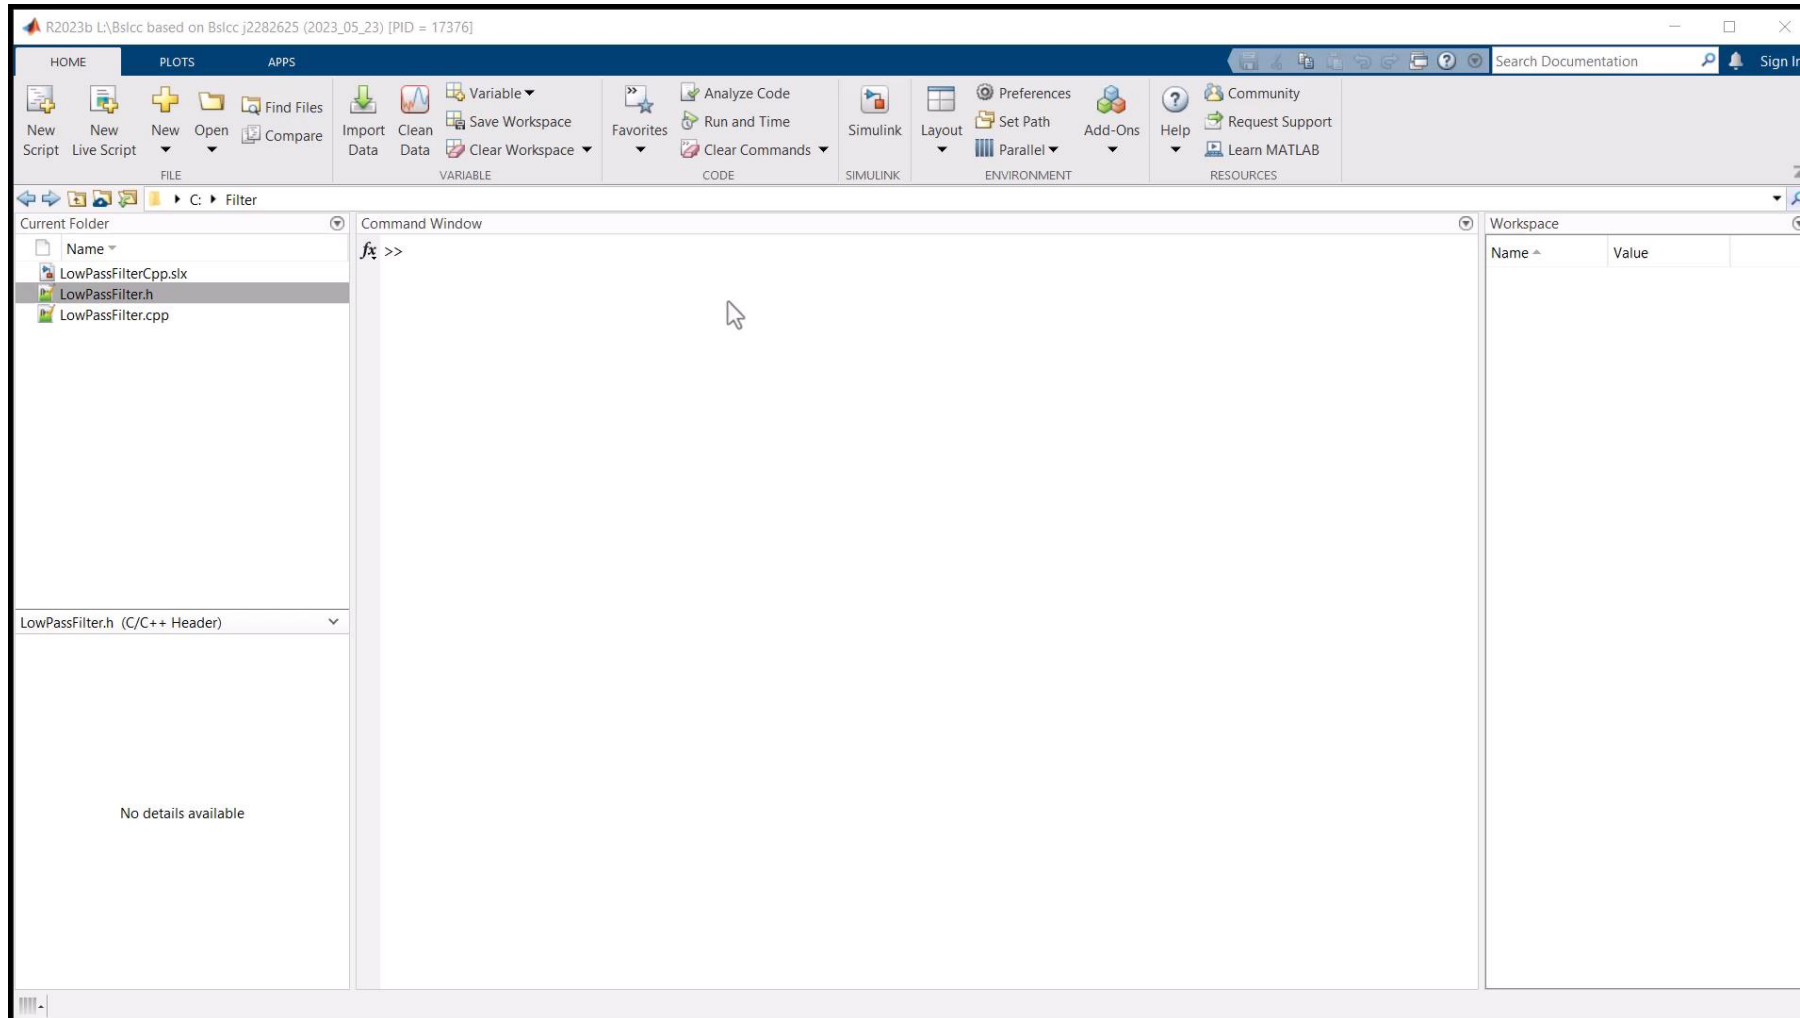 R2023b L:\Bslcc based on Bslcc j2282625 (2023_05_23) [PID = 17376]
HOME PLOTS APPS Search Documentation Sign In
New Script
New Live Script
New
Open
Find Files
Compare
FILE
Import Data
Clean Data
Variable
Save Workspace
Clear Workspace
VARIABLE
Favorites
Analyze Code
Run and Time
Clear Commands
CODE
Simulink
SIMULINK
Layout
Preferences
Set Path
Parallel
Add-Ons
ENVIRONMENT
Help
Community
Request Support
Learn MATLAB
RESOURCES
C: Filter
Current Folder
Name
LowPassFilterCpp.slx
LowPassFilter.h
LowPassFilter.cpp
LowPassFilter.h (C/C++ Header)
No details available
Command Window
fx >>
Workspace
Name Value